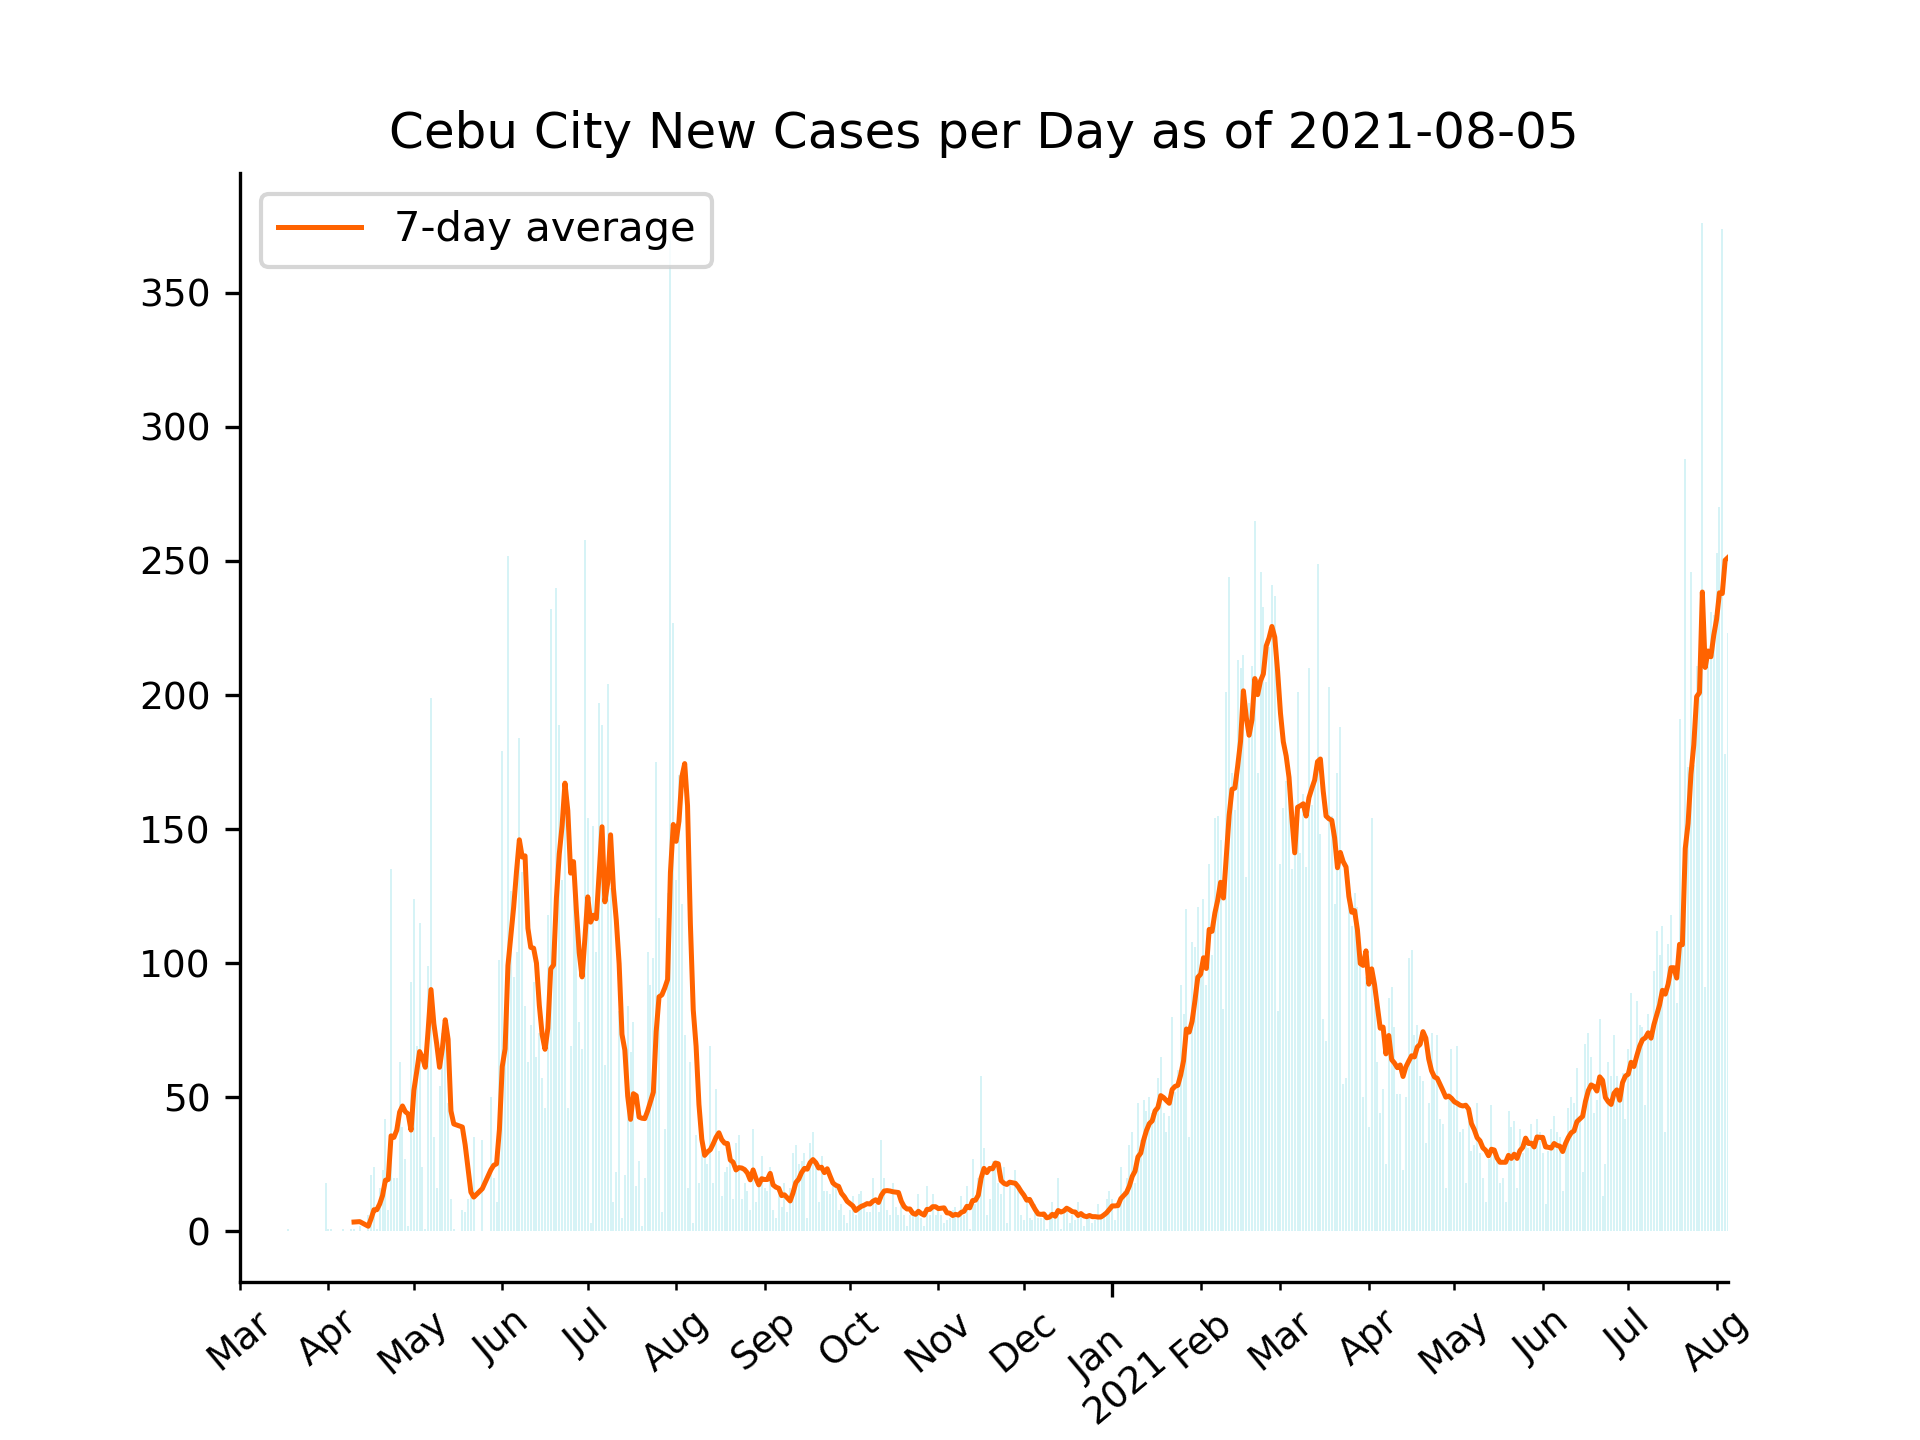 Cebu City New Cases per Day as of 2021-08-05
7-day average
350
300
250
200
150
100
50
0
Mar
Apr
May
Jun
Jul
Aug
Sep
Oct
Nov
Dec
Jan
2021
Feb
Mar
Apr
May
Jun
Jul
Aug